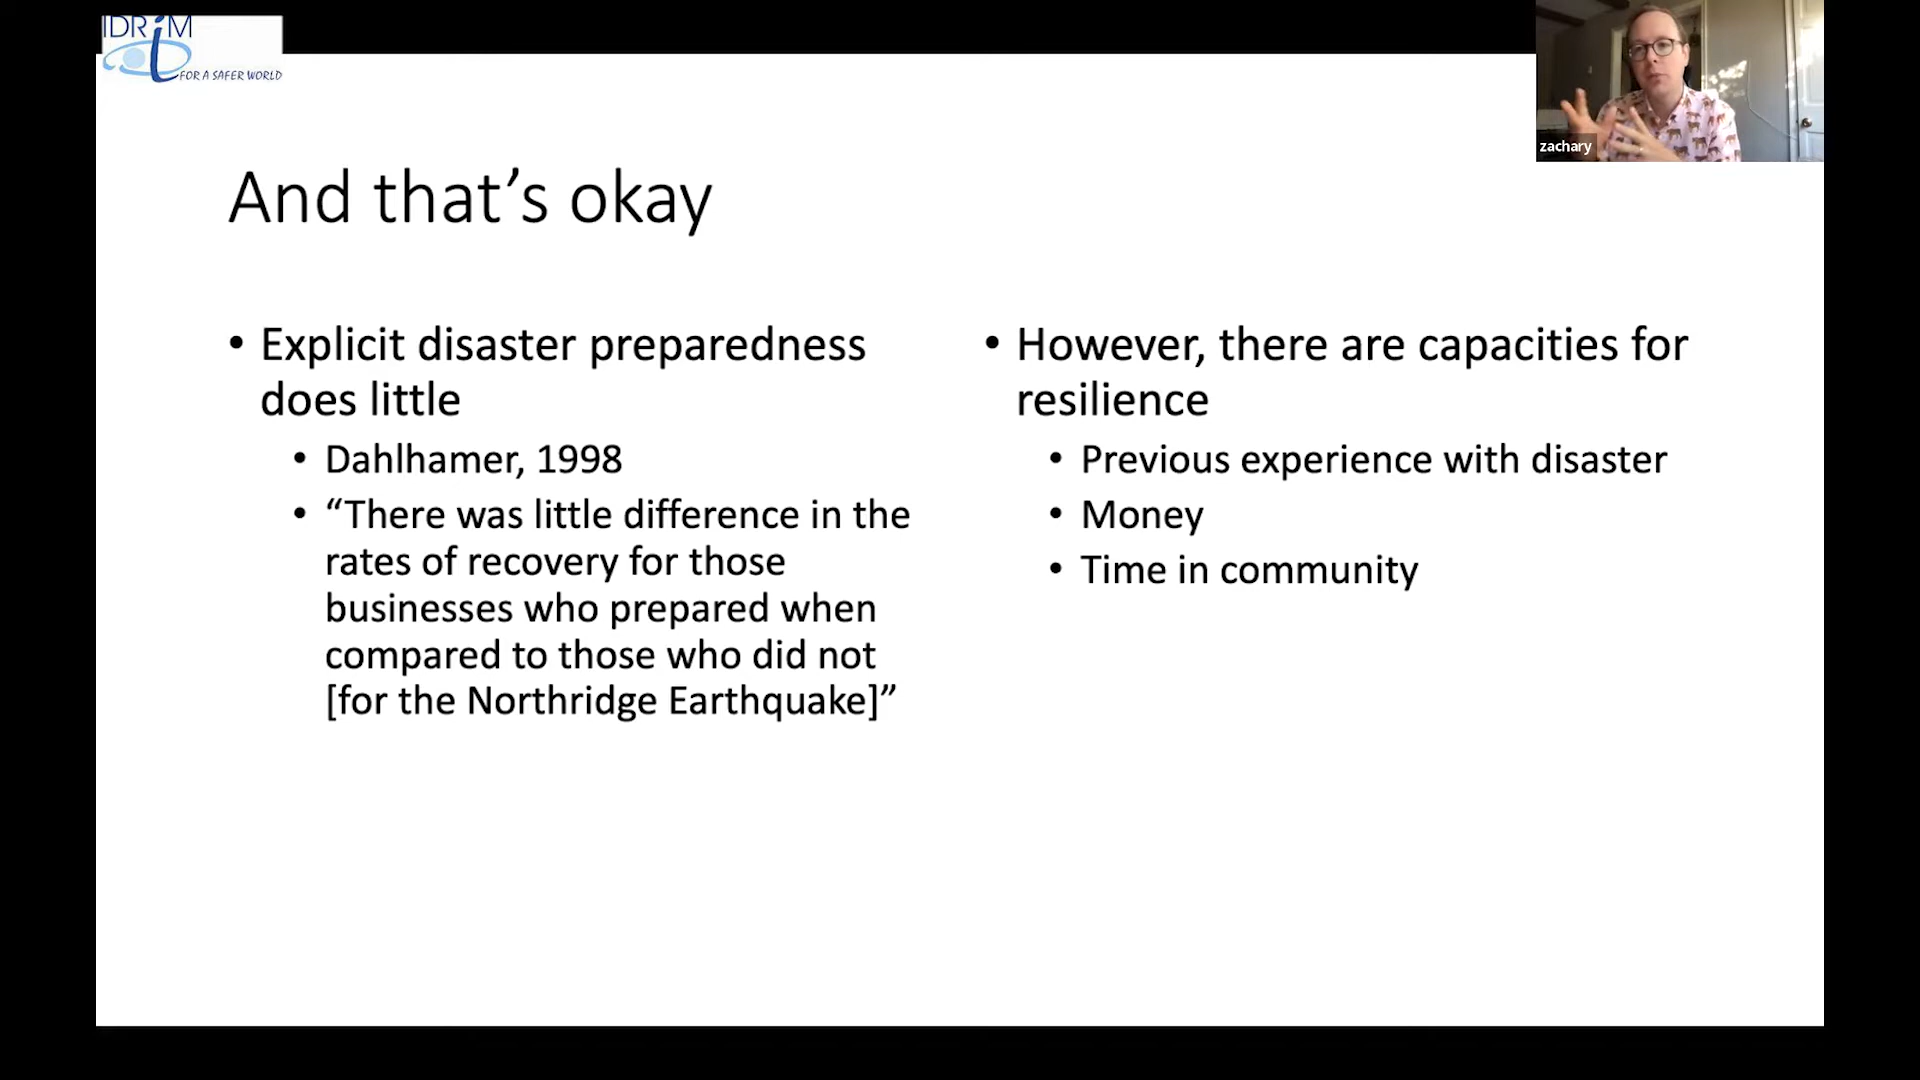 IDRiM
FOR A SAFER WORLD
zachary
And that’s okay
• Explicit disaster preparedness
does little
• Dahlhamer, 1998
• “There was little difference in the
rates of recovery for those
businesses who prepared when
compared to those who did not
[for the Northridge Earthquake]”
• However, there are capacities for
resilience
• Previous experience with disaster
• Money
• Time in community